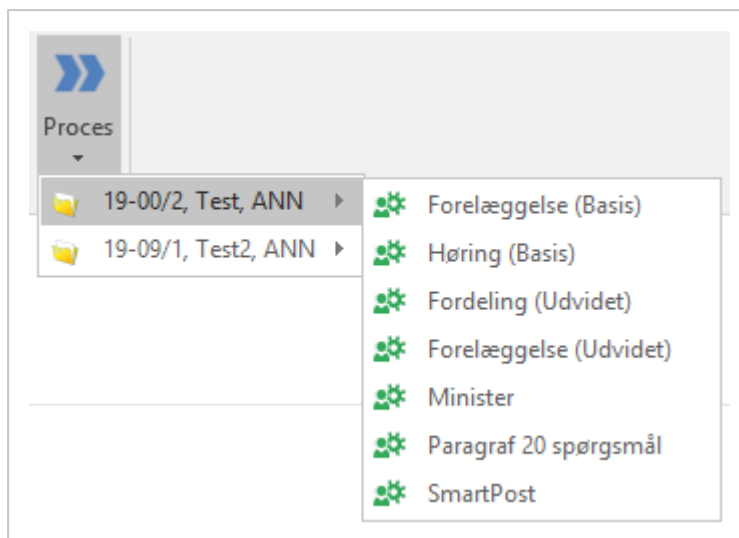 Proces
19-00/2, Test, ANN
19-09/1, Test2, ANN
Forelæggelse (Basis)
Høring (Basis)
Fordeling (Udvidet)
Forelæggelse (Udvidet)
Minister
Paragraf 20 spørgsmål
SmartPost